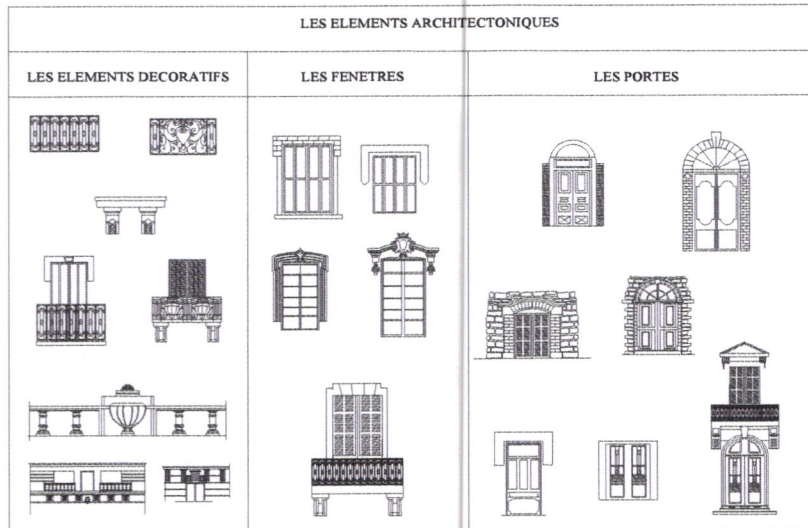 LES ELEMENTS ARCHITECTONIQUES
LES ELEMENTS DECORATIFS
LES FENETRES
LES PORTES